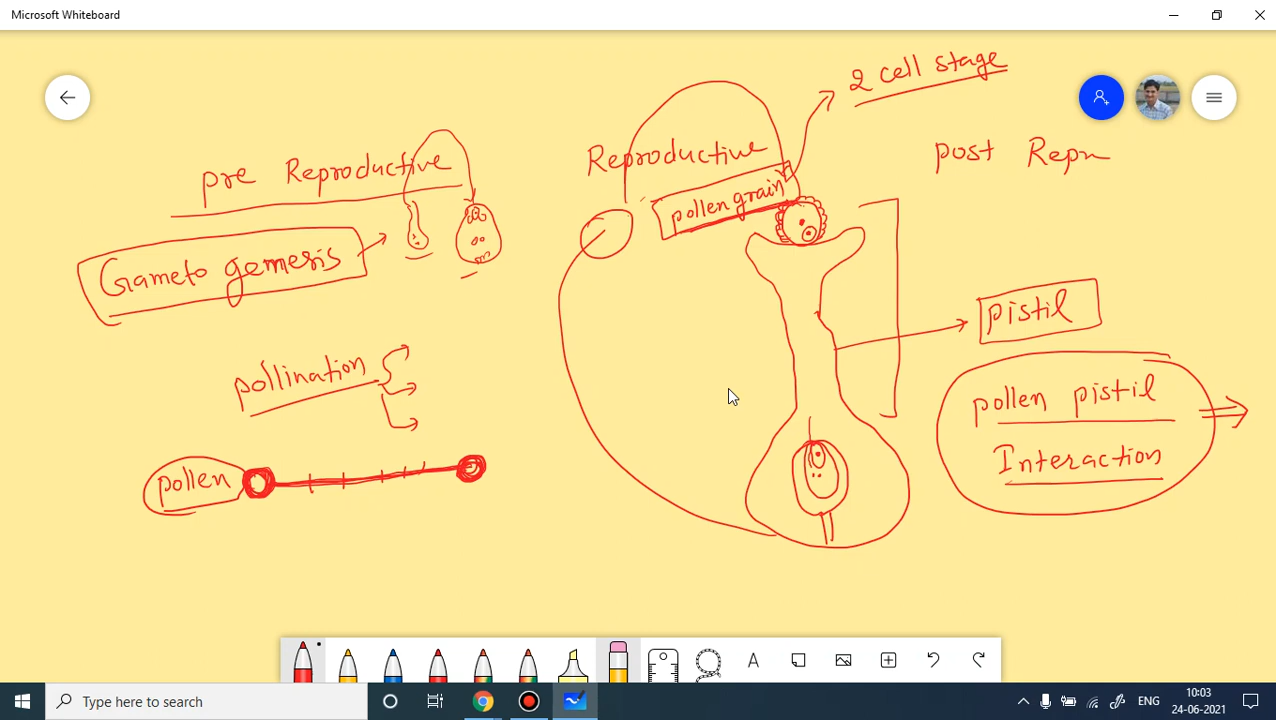 Microsoft Whiteboard
2 cell stage
pre Reproductive
Reproductive
post Repn
pollen grain
Gameto gemesis
pistil
pollination
pollen pistil
Interaction
pollen
A
Type here to search
ENG
10:03
24-06-2021